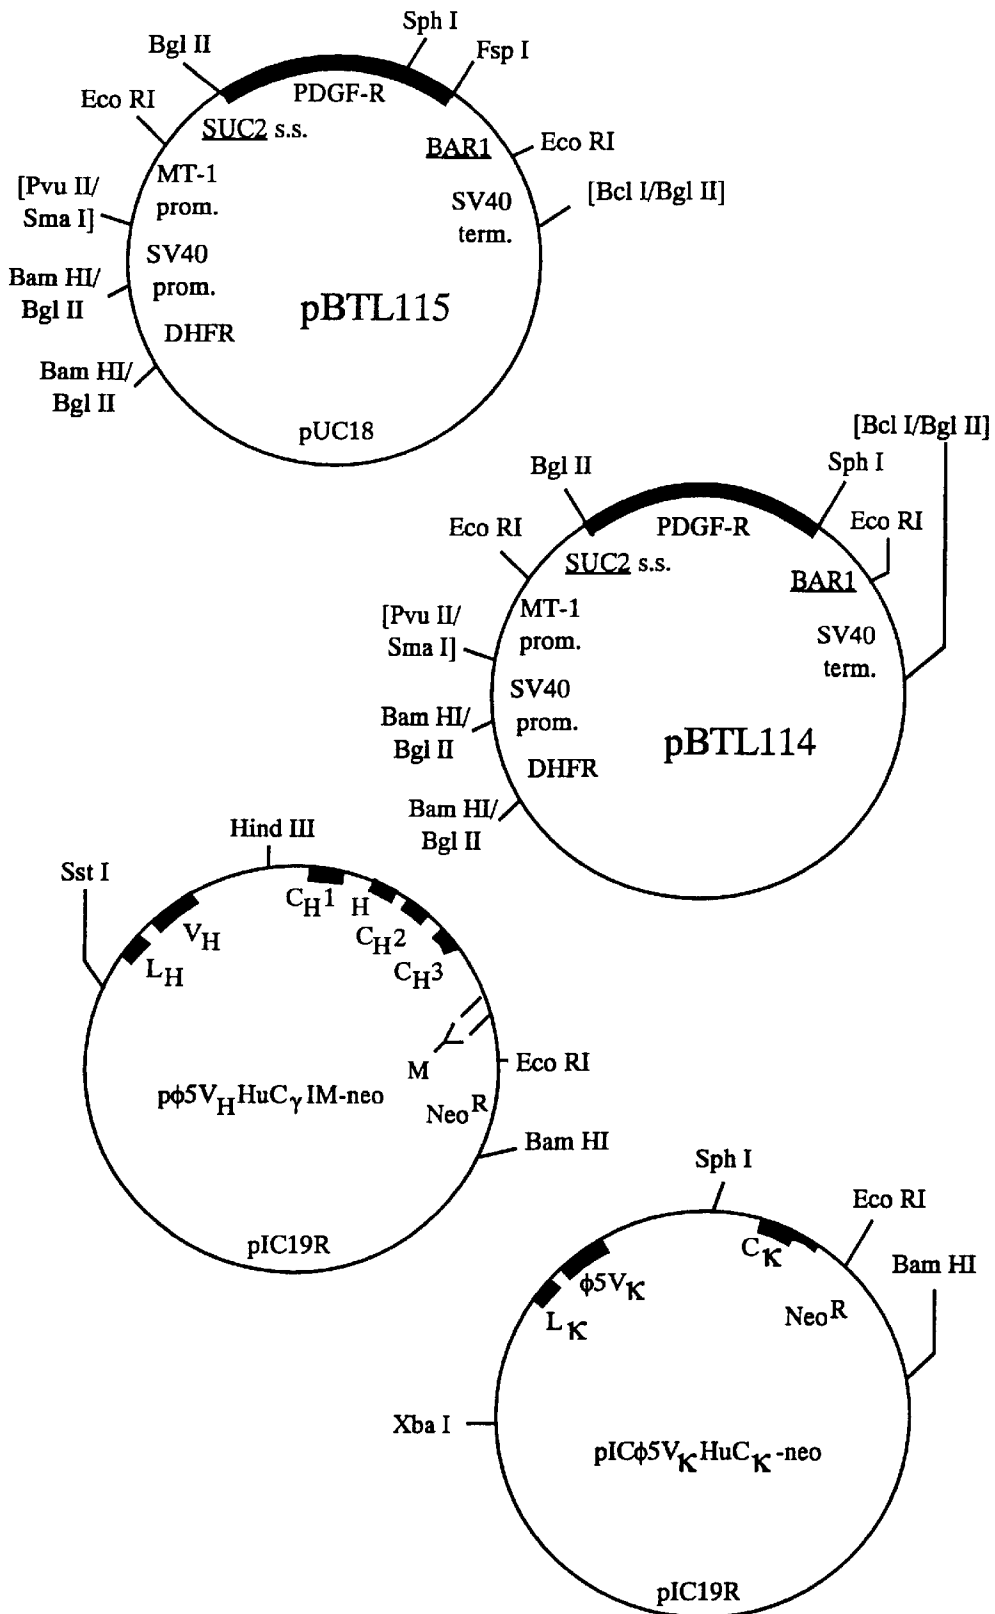 Sph I
Bgl II
Fsp I
PDGF-R
Eco RI
SUC2 s.s.
BAR1
Eco RI
MT-1
prom.
[Pvu II/
Sma I]
SV40
term.
[Bcl I/Bgl II]
SV40
prom.
Bam HI/
Bgl II
pBTL115
DHFR
Bam HI/
Bgl II
pUC18
[Bcl I/Bgl II]
Bgl II
Sph I
PDGF-R
Eco RI
Eco RI
SUC2 s.s.
BAR1
MT-1
prom.
[Pvu II/
Sma I]
SV40
term.
SV40
prom.
Bam HI/
Bgl II
pBTL114
DHFR
Bam HI/
Bgl II
Hind III
Sst I
CH1
H
VH
CH2
LH
CH3
M
Eco RI
pφ5VHHuCγIM-neo
NeoR
Bam HI
pIC19R
Sph I
Eco RI
Cκ
Bam HI
φ5Vκ
Lκ
NeoR
Xba I
pICφ5VκHuCκ-neo
pIC19R